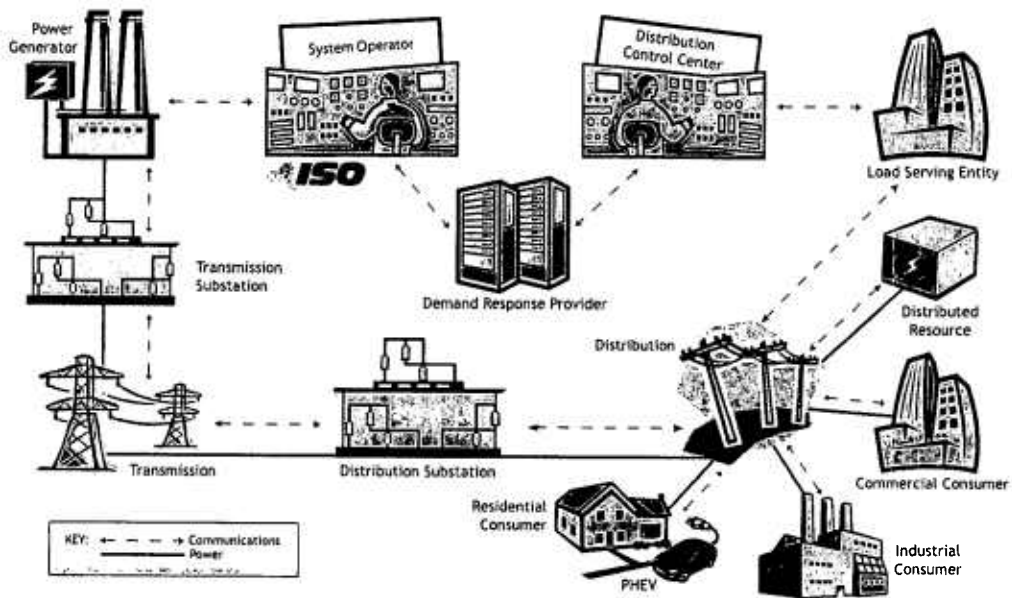 Power
Generator
System Operator
Distribution
Control Center
ISO
Load Serving Entity
Transmission
Substation
Demand Response Provider
Distributed
Resource
Distribution
Transmission
Distribution Substation
Commercial Consumer
Residential
Consumer
PHEV
Industrial
Consumer
KEY:
Communications
Power